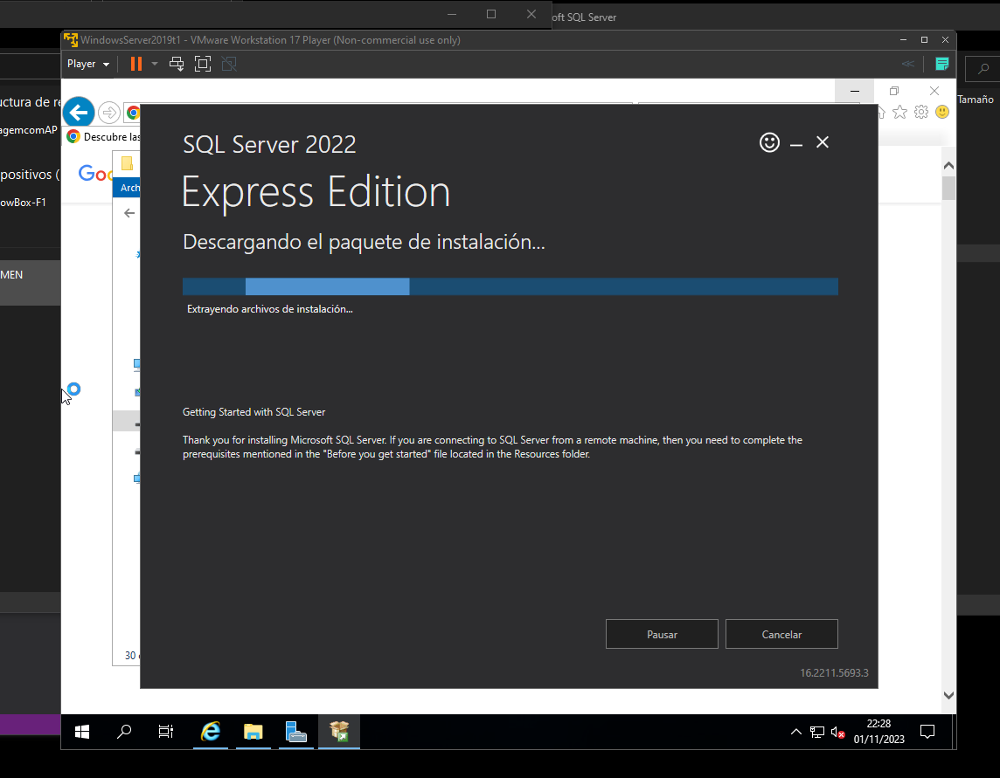 oft SQL Server
WindowsServer2019t1 - VMware Workstation 17 Player (Non-commercial use only)
Player
Tamaño
agemcomAP
ositivos (
owBox-F1
MEN
Descubre las
Goo
Arch
SQL Server 2022
Express Edition
Descargando el paquete de instalación...
Extrayendo archivos de instalación...
Getting Started with SQL Server
Thank you for installing Microsoft SQL Server. If you are connecting to SQL Server from a remote machine, then you need to complete the
prerequisites mentioned in the "Before you get started" file located in the Resources folder.
Pausar
Cancelar
16.2211.5693.3
30
22:28
01/11/2023